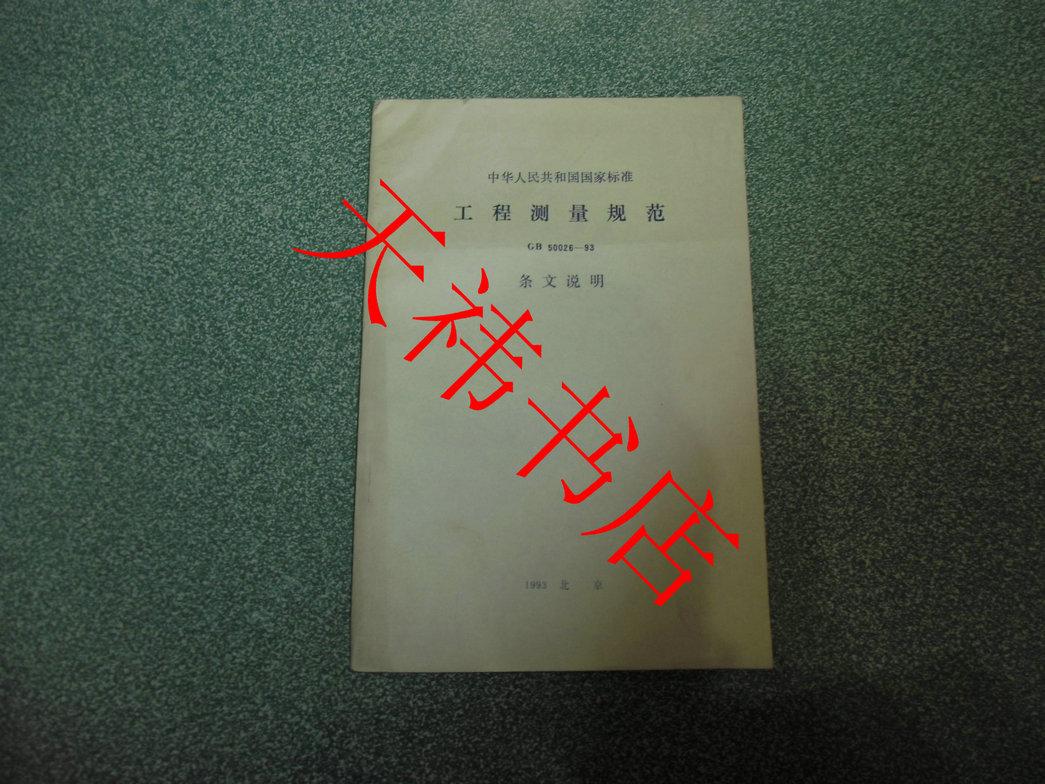 中华人民共和国国家标准
工程测量规范
GB 50026—93
条文说明
天祎书店
1993 北京